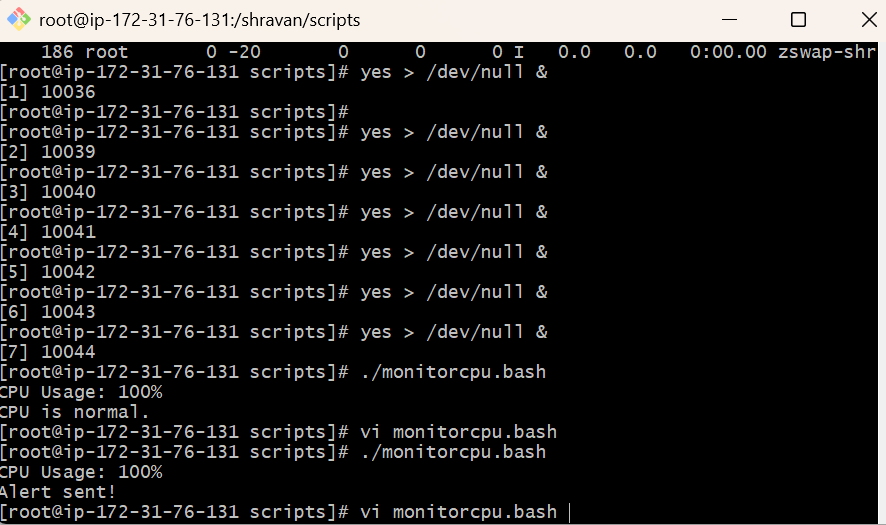 root@ip-172-31-76-131:/shravan/scripts
186 root 0 -20 0 0 0 I 0.0 0.0 0:00.00 zswap-shr
[root@ip-172-31-76-131 scripts]# yes > /dev/null &
[1] 10036
[root@ip-172-31-76-131 scripts]#
[root@ip-172-31-76-131 scripts]# yes > /dev/null &
[2] 10039
[root@ip-172-31-76-131 scripts]# yes > /dev/null &
[3] 10040
[root@ip-172-31-76-131 scripts]# yes > /dev/null &
[4] 10041
[root@ip-172-31-76-131 scripts]# yes > /dev/null &
[5] 10042
[root@ip-172-31-76-131 scripts]# yes > /dev/null &
[6] 10043
[root@ip-172-31-76-131 scripts]# yes > /dev/null &
[7] 10044
[root@ip-172-31-76-131 scripts]# ./monitorcpu.bash
CPU Usage: 100%
CPU is normal.
[root@ip-172-31-76-131 scripts]# vi monitorcpu.bash
[root@ip-172-31-76-131 scripts]# ./monitorcpu.bash
CPU Usage: 100%
Alert sent!
[root@ip-172-31-76-131 scripts]# vi monitorcpu.bash